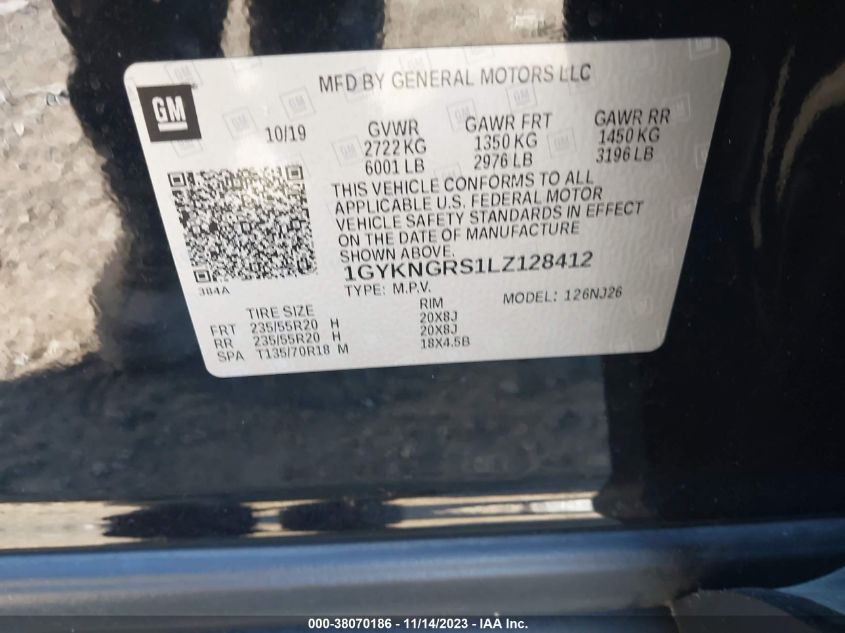 MFD BY GENERAL MOTORS LLC
GM
10/19 GVWR GAWR FRT GAWR RR
2722 KG 1350 KG 1450 KG
6001 LB 2976 LB 3196 LB
THIS VEHICLE CONFORMS TO ALL
APPLICABLE U.S. FEDERAL MOTOR
VEHICLE SAFETY STANDARDS IN EFFECT
ON THE DATE OF MANUFACTURE
SHOWN ABOVE.
1GYKNGRS1LZ128412
384A
TYPE: M.P.V. MODEL: 126NJ26
TIRE SIZE RIM
FRT 235/55R20 H 20X8J
RR 235/55R20 H 20X8J
SPA T135/70R18 M 18X4.5B
000-38070186 - 11/14/2023 - IAA Inc.